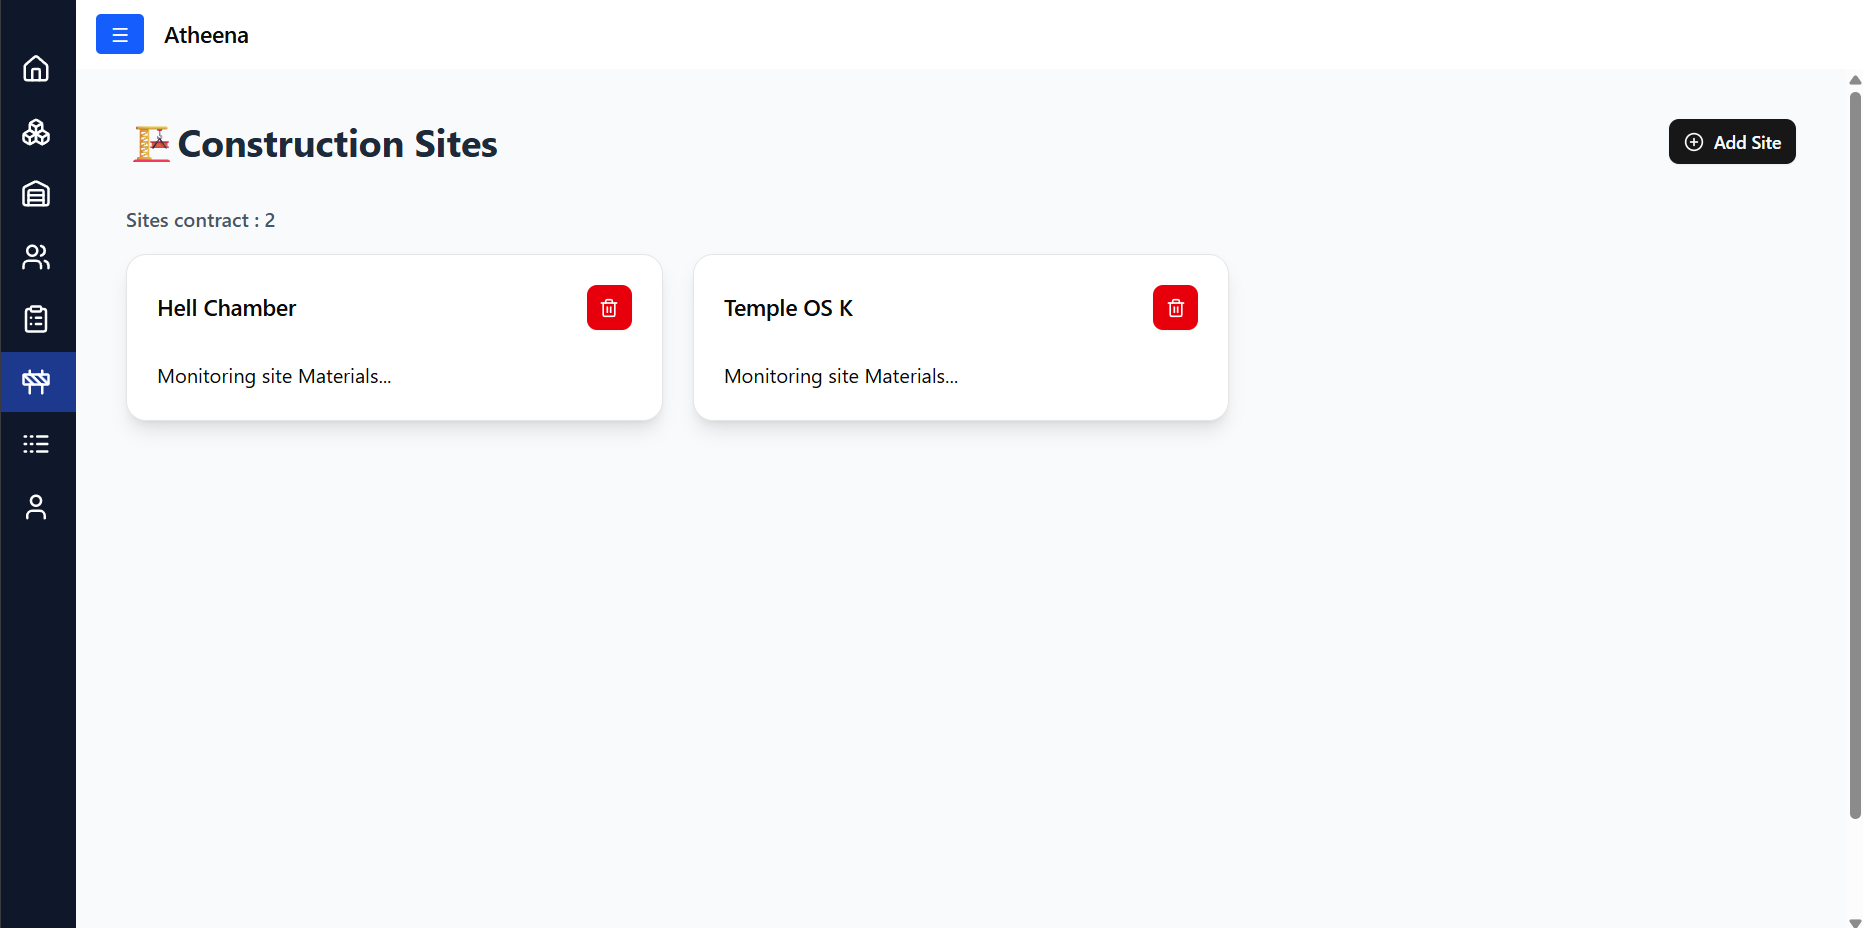 Atheena
Construction Sites
Add Site
Sites contract : 2
Hell Chamber
Temple OS K
Monitoring site Materials...
Monitoring site Materials...